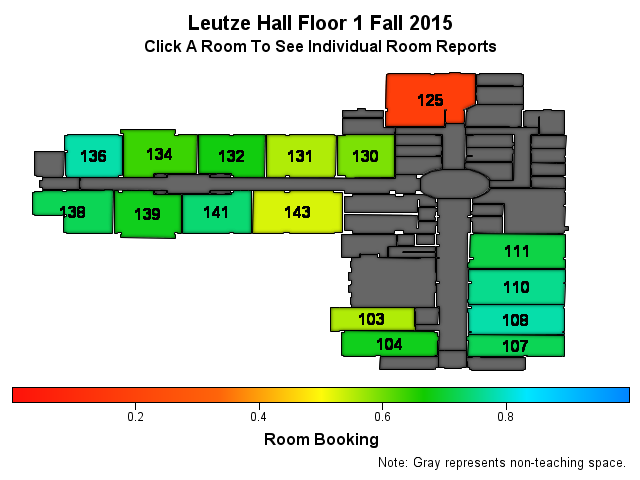 Leutze Hall Floor 1 Fall 2015
Click A Room To See Individual Room Reports
125
136 134 132 131 130
138 139 141 143
111
110
103 108
104 107
0.2 0.4 0.6 0.8
Room Booking
Note: Gray represents non-teaching space.